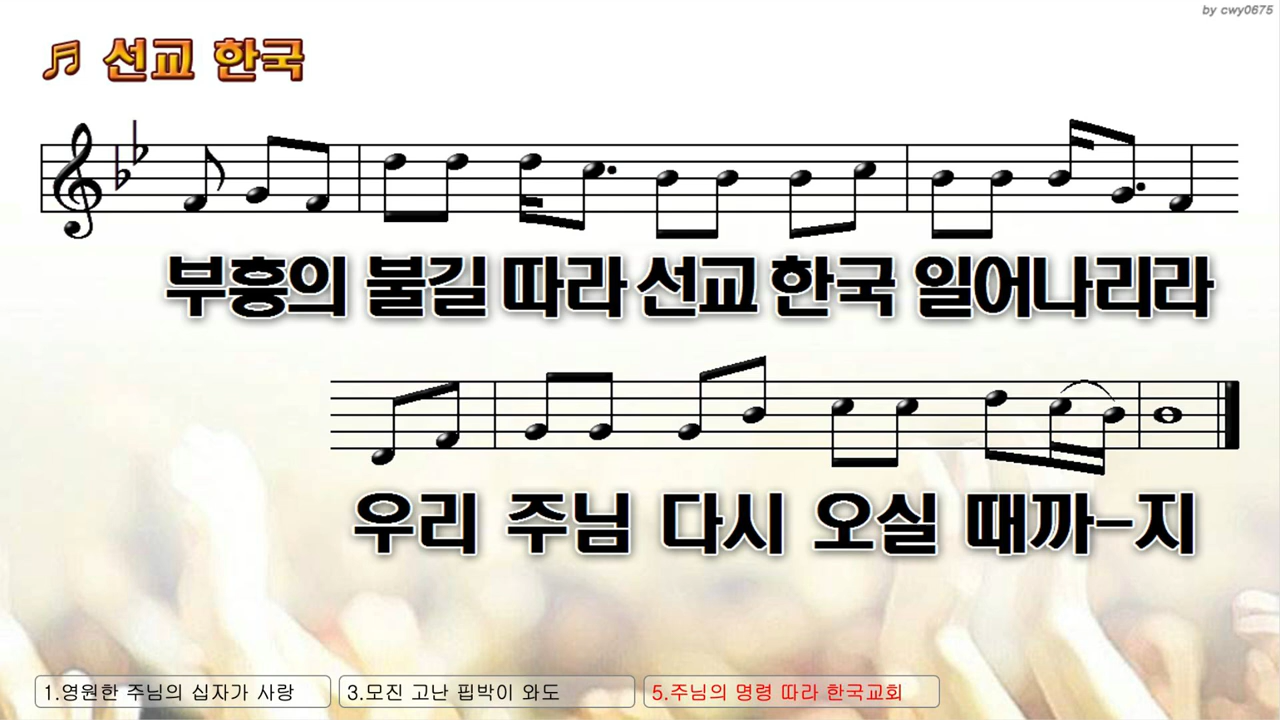 by cwy0675
선교 한국
부흥의 불길 따라 선교 한국 일어나리라
우리 주님 다시 오실 때까-지
1.영원한 주님의 십자가 사랑
3.모진 고난 핍박이 와도
5.주님의 명령 따라 한국교회